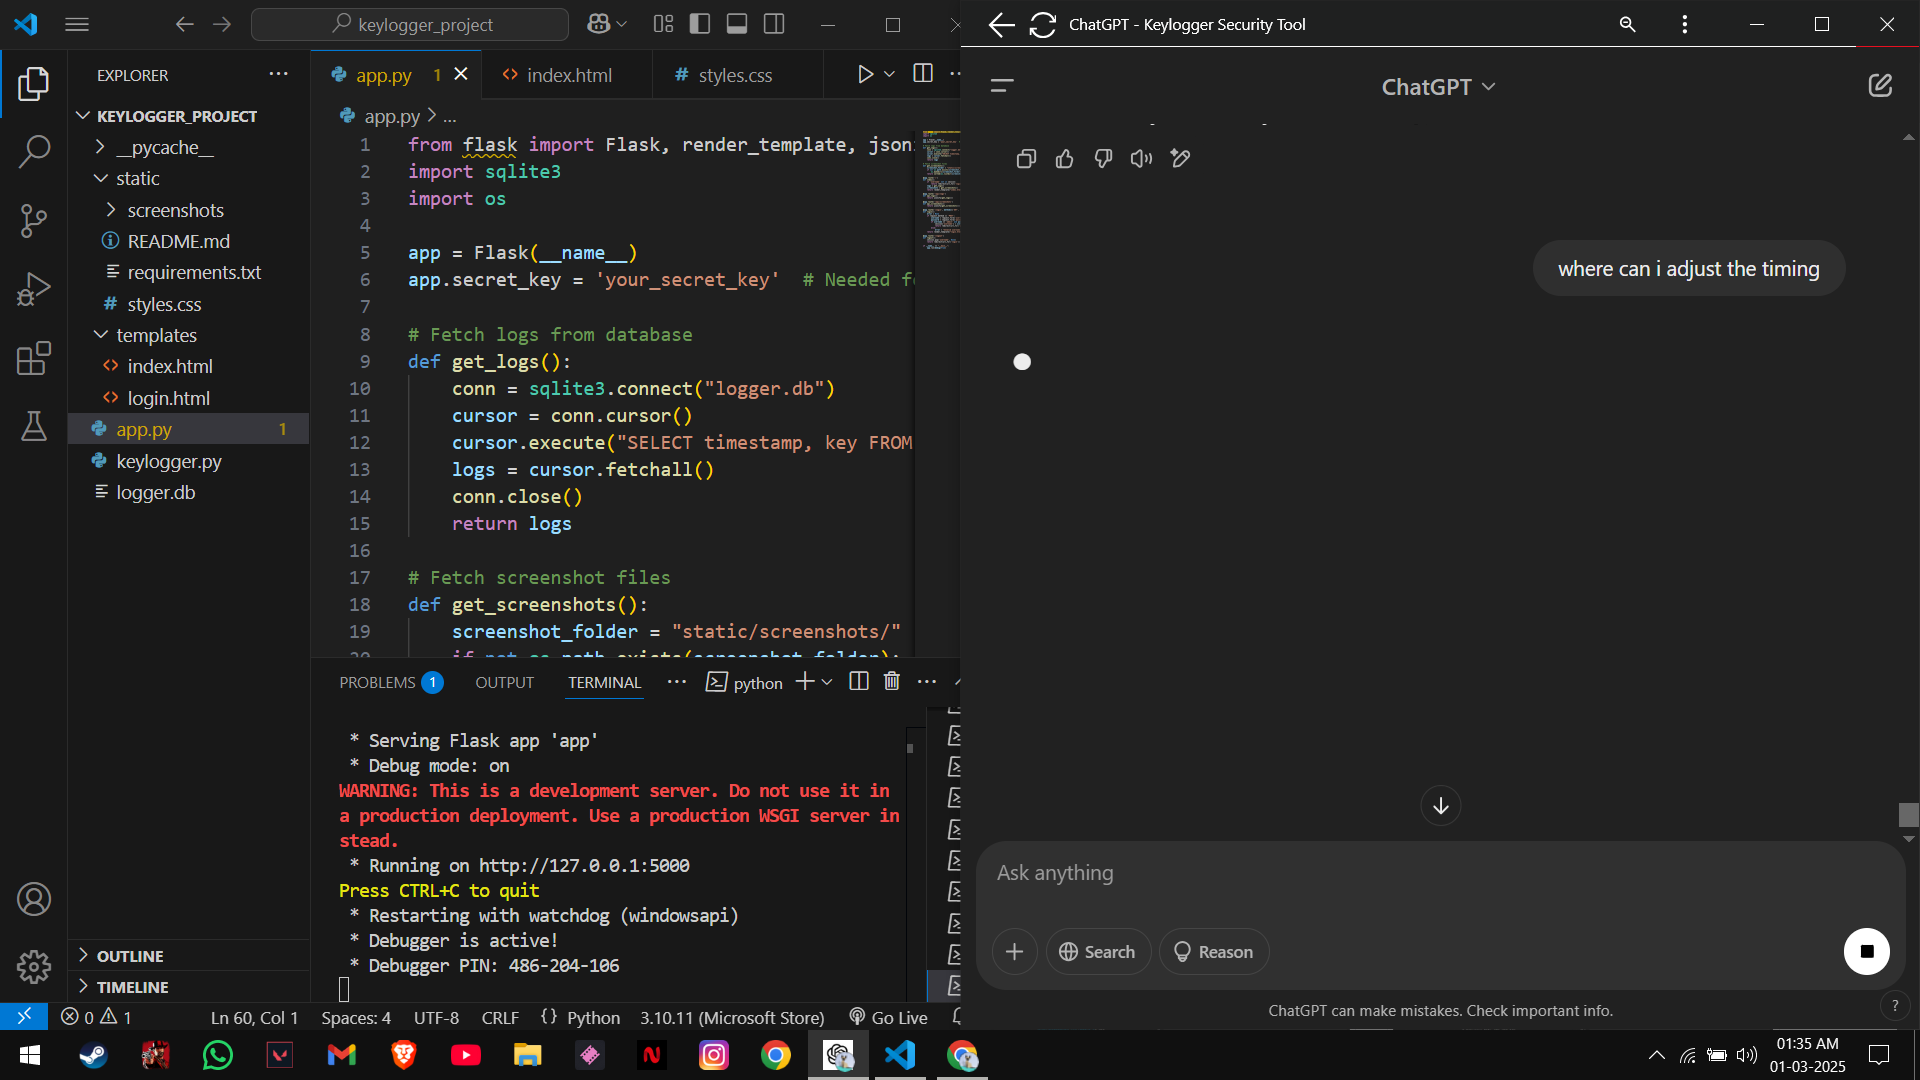 keylogger_project
EXPLORER
KEYLOGGER_PROJECT
__pycache__
static
screenshots
README.md
requirements.txt
styles.css
templates
index.html
login.html
app.py 1
keylogger.py
logger.db
OUTLINE
TIMELINE
app.py 1
index.html
styles.css
app.py > ...
1 from flask import Flask, render_template, json
2 import sqlite3
3 import os
4
5 app = Flask(__name__)
6 app.secret_key = 'your_secret_key'  # Needed f
7
8 # Fetch logs from database
9 def get_logs():
10 conn = sqlite3.connect("logger.db")
11 cursor = conn.cursor()
12 cursor.execute("SELECT timestamp, key FROM
13 logs = cursor.fetchall()
14 conn.close()
15 return logs
16
17 # Fetch screenshot files
18 def get_screenshots():
19 screenshot_folder = "static/screenshots/"
20 if not os.path.exists(screenshot_folder):
PROBLEMS 1
OUTPUT
TERMINAL
python
* Serving Flask app 'app'
* Debug mode: on
WARNING: This is a development server. Do not use it in
a production deployment. Use a production WSGI server in
stead.
* Running on http://127.0.0.1:5000
Press CTRL+C to quit
* Restarting with watchdog (windowsapi)
* Debugger is active!
* Debugger PIN: 486-204-106
0 1
Ln 60, Col 1
Spaces: 4
UTF-8
CRLF
{} Python
3.10.11 (Microsoft Store)
Go Live
ChatGPT - Keylogger Security Tool
ChatGPT
where can i adjust the timing
Ask anything
Search
Reason
ChatGPT can make mistakes. Check important info.
?
01:35 AM
01-03-2025